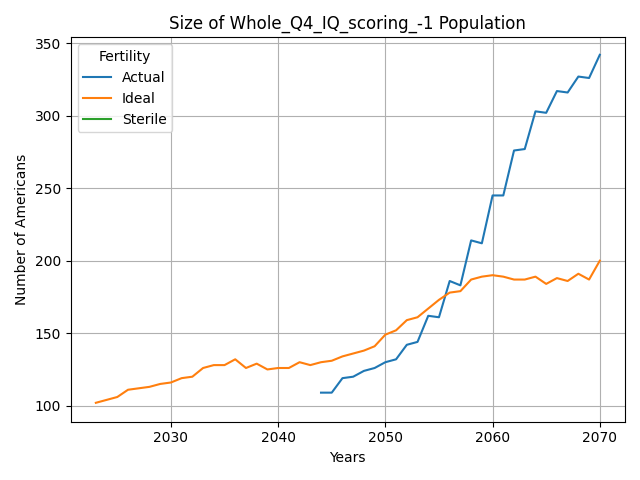 Size of Whole_Q4_IQ_scoring_-1 Population
350
300
250
200
150
100
Number of Americans
Fertility
Actual
Ideal
Sterile
2030 2040 2050 2060 2070
Years